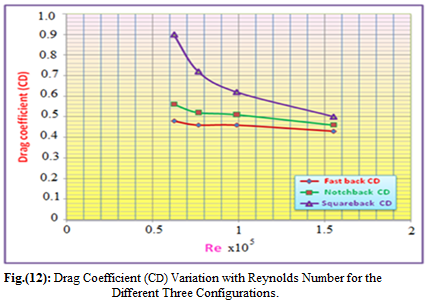 1.0
0.9
0.8
0.7
0.6
0.5
0.4
0.3
0.2
0.1
0
Drag coefficient (CD)
0 0.5 1 1.5 2
Re x10⁵
Fast back CD
Notchback CD
Squareback CD
Fig.(12): Drag Coefficient (CD) Variation with Reynolds Number for the
Different Three Configurations.